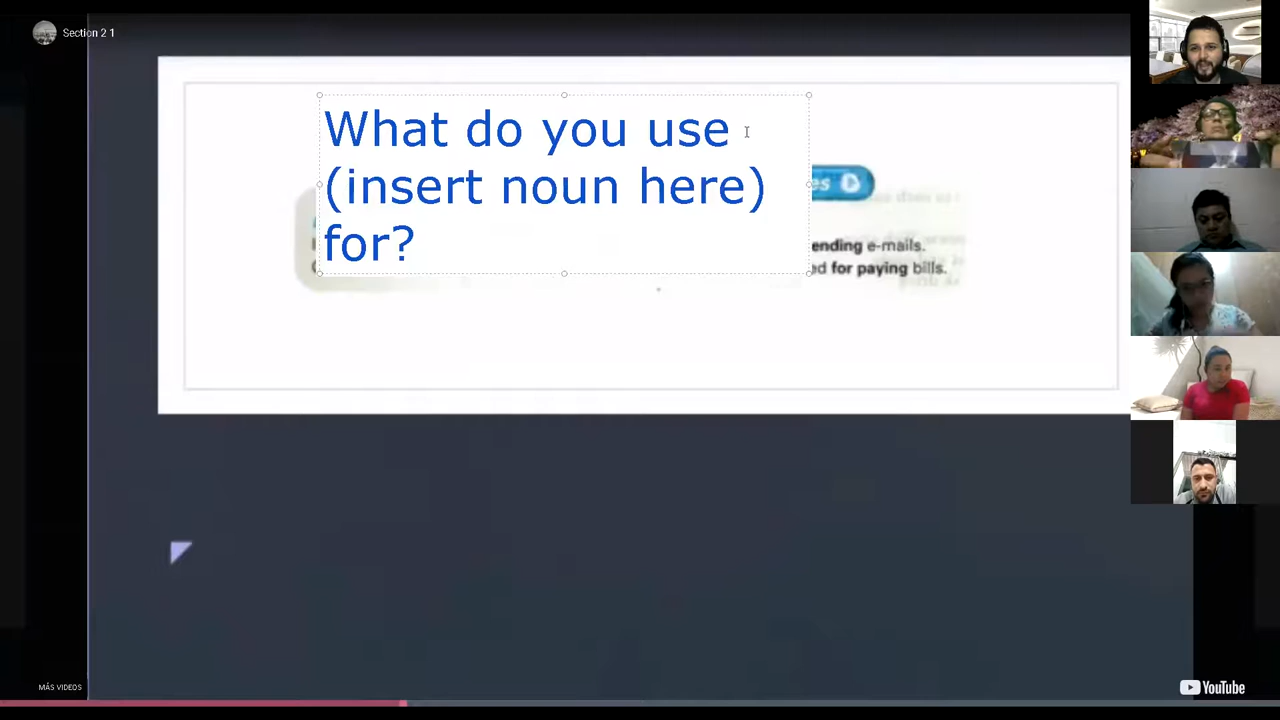 Section 2 1
What do you use
(insert noun here)
for?
es
ending e-mails.
ed for paying bills.
MÁS VIDEOS
YouTube